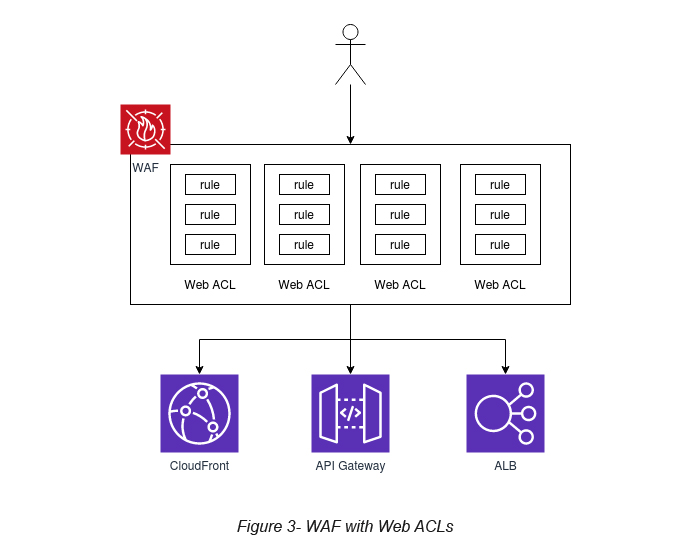 WAF
rule rule rule rule
rule rule rule rule
rule rule rule rule
Web ACL Web ACL Web ACL Web ACL
</>
CloudFront API Gateway ALB
Figure 3- WAF with Web ACLs